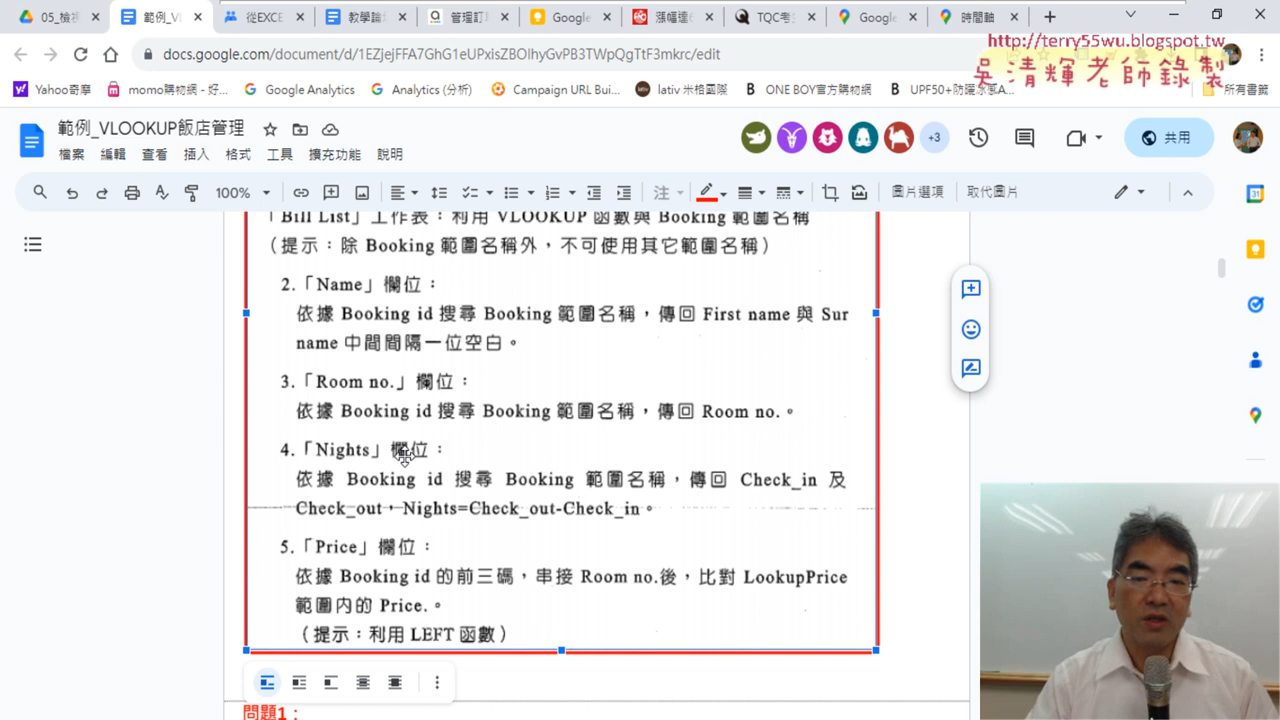 05_檢視
範例_VL
從EXCE
教學論壇
管理訂單
Google
漲幅達
TQC考
Google
時間軸
docs.google.com/document/d/1EZjejFFA7GhG1eUPxisZBOlhyGvPB3TWpQgTtF3mkrc/edit
http://terry55wu.blogspot.tw
吳清輝老師錄製
Yahoo奇摩
momo購物網 - 好...
Google Analytics
Analytics (分析)
Campaign URL Bui...
lativ 米格國際
ONE BOY官方購物網
UPF50+防曬冰感A...
所有書籤
範例_VLOOKUP飯店管理
檔案 編輯 查看 插入 格式 工具 擴充功能 說明
+3
共用
100%
注
圖片選項
取代圖片
「Bill List」工作表：利用 VLOOKUP 函數與 Booking 範圍名稱
（提示：除 Booking 範圍名稱外，不可使用其它範圍名稱）
2.「Name」欄位：
依據 Booking id 搜尋 Booking 範圍名稱，傳回 First name 與 Sur
name 中間間隔一位空白。
3.「Room no.」欄位：
依據 Booking id 搜尋 Booking 範圍名稱，傳回 Room no.。
4.「Nights」欄位：
依據 Booking id 搜尋 Booking 範圍名稱，傳回 Check_in 及
Check_out，Nights=Check_out-Check_in。
5.「Price」欄位：
依據 Booking id 的前三碼，串接 Room no.後，比對 LookupPrice
範圍內的 Price.。
（提示：利用 LEFT 函數）
問題1：